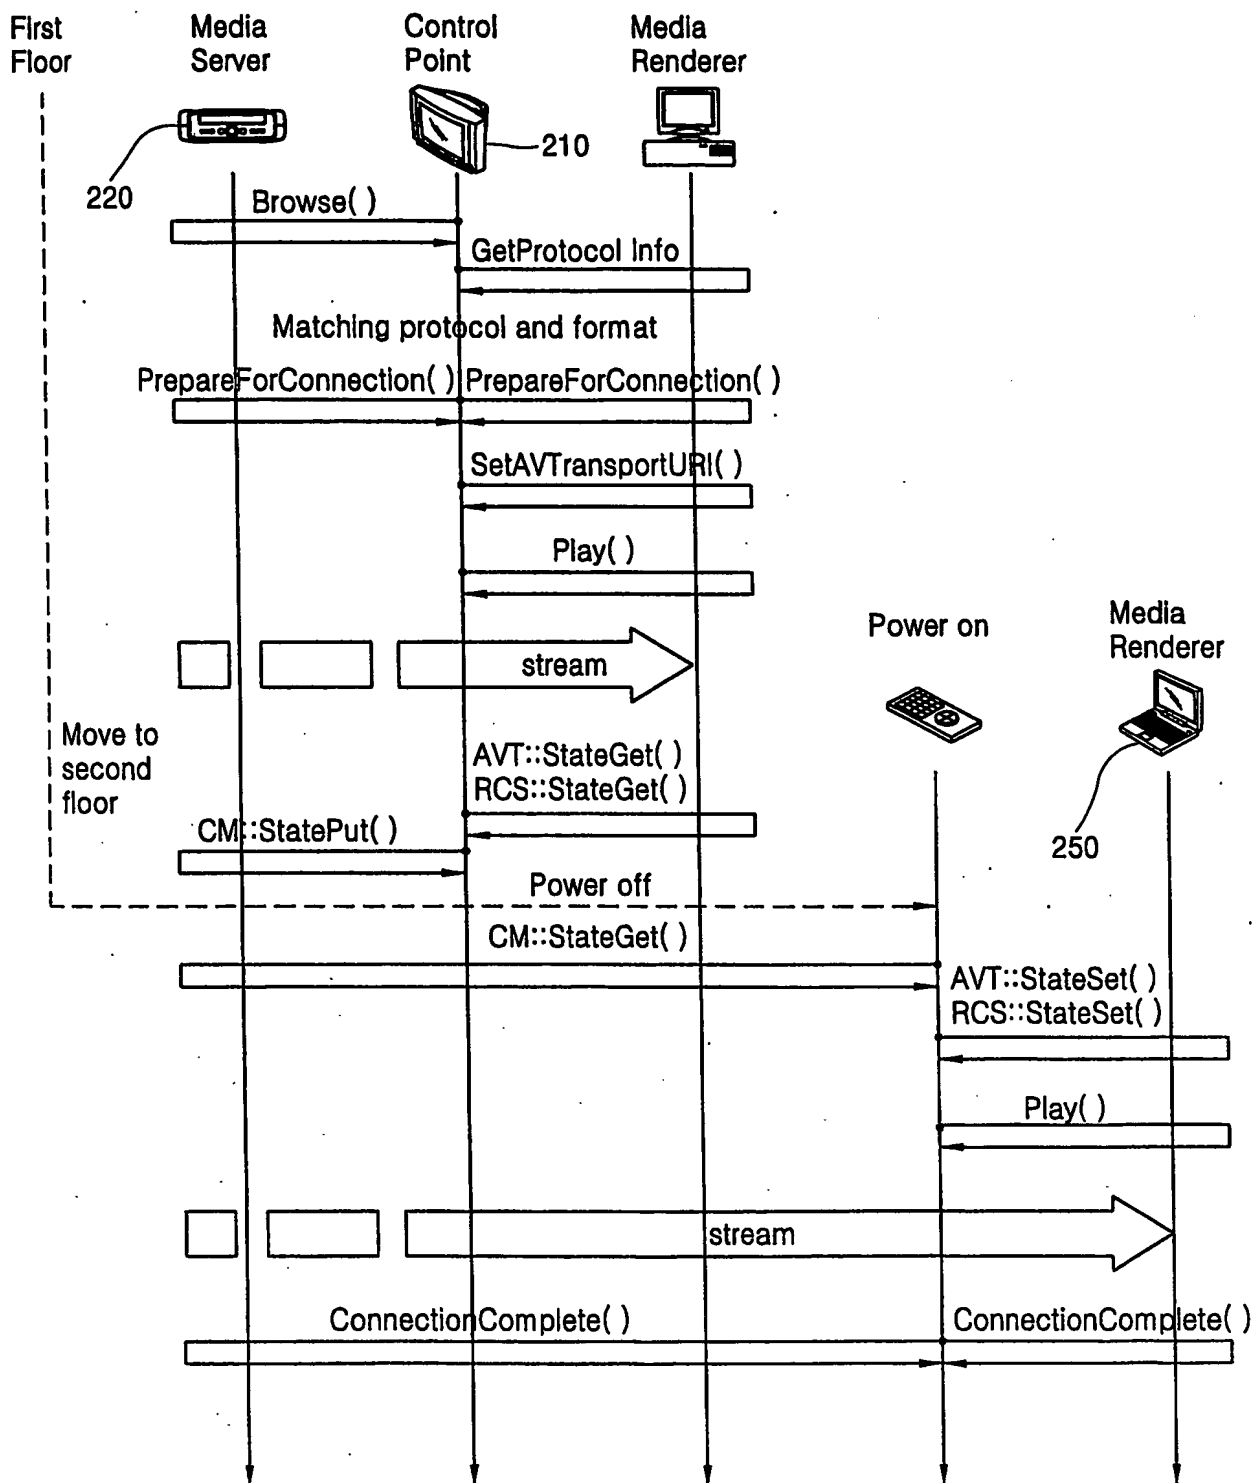 First
Floor
Media
Server
Control
Point
Media
Renderer
220
210
Browse( )
GetProtocol Info
Matching protocol and format
PrepareForConnection( )
PrepareForConnection( )
SetAVTransportURI( )
Play( )
stream
Power on
Media
Renderer
Move to
second
floor
AVT::StateGet( )
RCS::StateGet( )
250
CM::StatePut( )
Power off
CM::StateGet( )
AVT::StateSet( )
RCS::StateSet( )
Play( )
stream
ConnectionComplete( )
ConnectionComplete( )